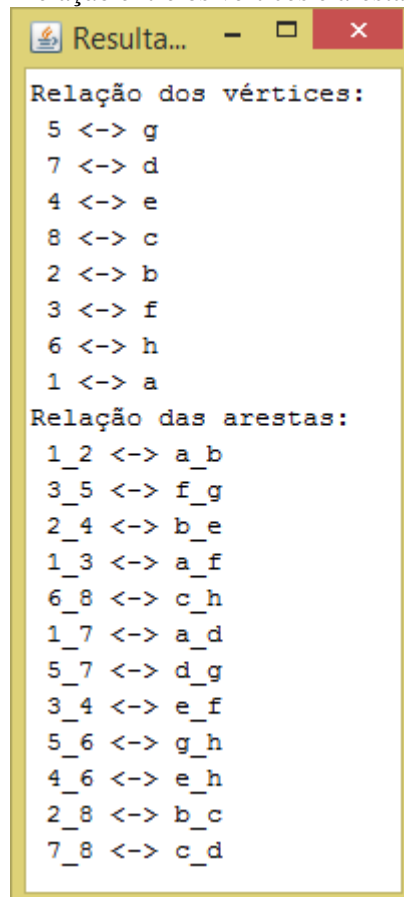 Resulta...
Relação dos vértices:
5 <-> g
7 <-> d
4 <-> e
8 <-> c
2 <-> b
3 <-> f
6 <-> h
1 <-> a
Relação das arestas:
1_2 <-> a_b
3_5 <-> f_g
2_4 <-> b_e
1_3 <-> a_f
6_8 <-> c_h
1_7 <-> a_d
5_7 <-> d_g
3_4 <-> e_f
5_6 <-> g_h
4_6 <-> e_h
2_8 <-> b_c
7_8 <-> c_d